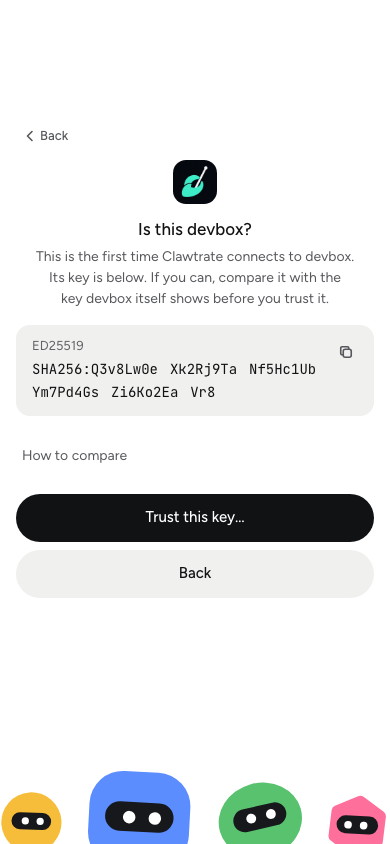 Back
Is this devbox?
This is the first time Clawtrate connects to devbox.
Its key is below. If you can, compare it with the
key devbox itself shows before you trust it.
ED25519
SHA256:Q3v8Lw0e Xk2Rj9Ta Nf5Hc1Ub
Ym7Pd4Gs Zi6Ko2Ea Vr8
How to compare
Trust this key...
Back